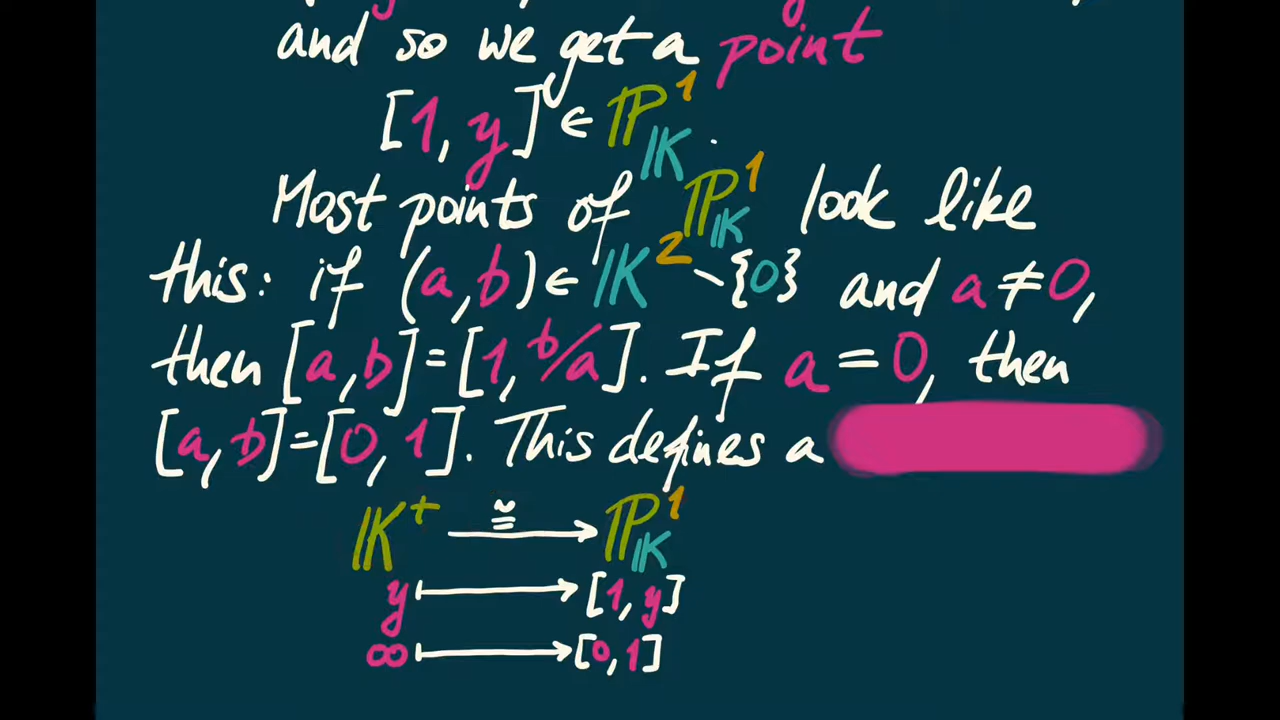 and so we get a point
[1, y] ∈ ℙ¹_𝕂.
Most points of ℙ¹_𝕂 look like
this: if (a, b) ∈ 𝕂² ∖ {0} and a ≠ 0,
then [a, b] = [1, b/a]. If a = 0, then
[a, b] = [0, 1]. This defines a
𝕂⁺ ≅⟶ ℙ¹_𝕂
y ⟼ [1, y]
∞ ⟼ [0, 1]